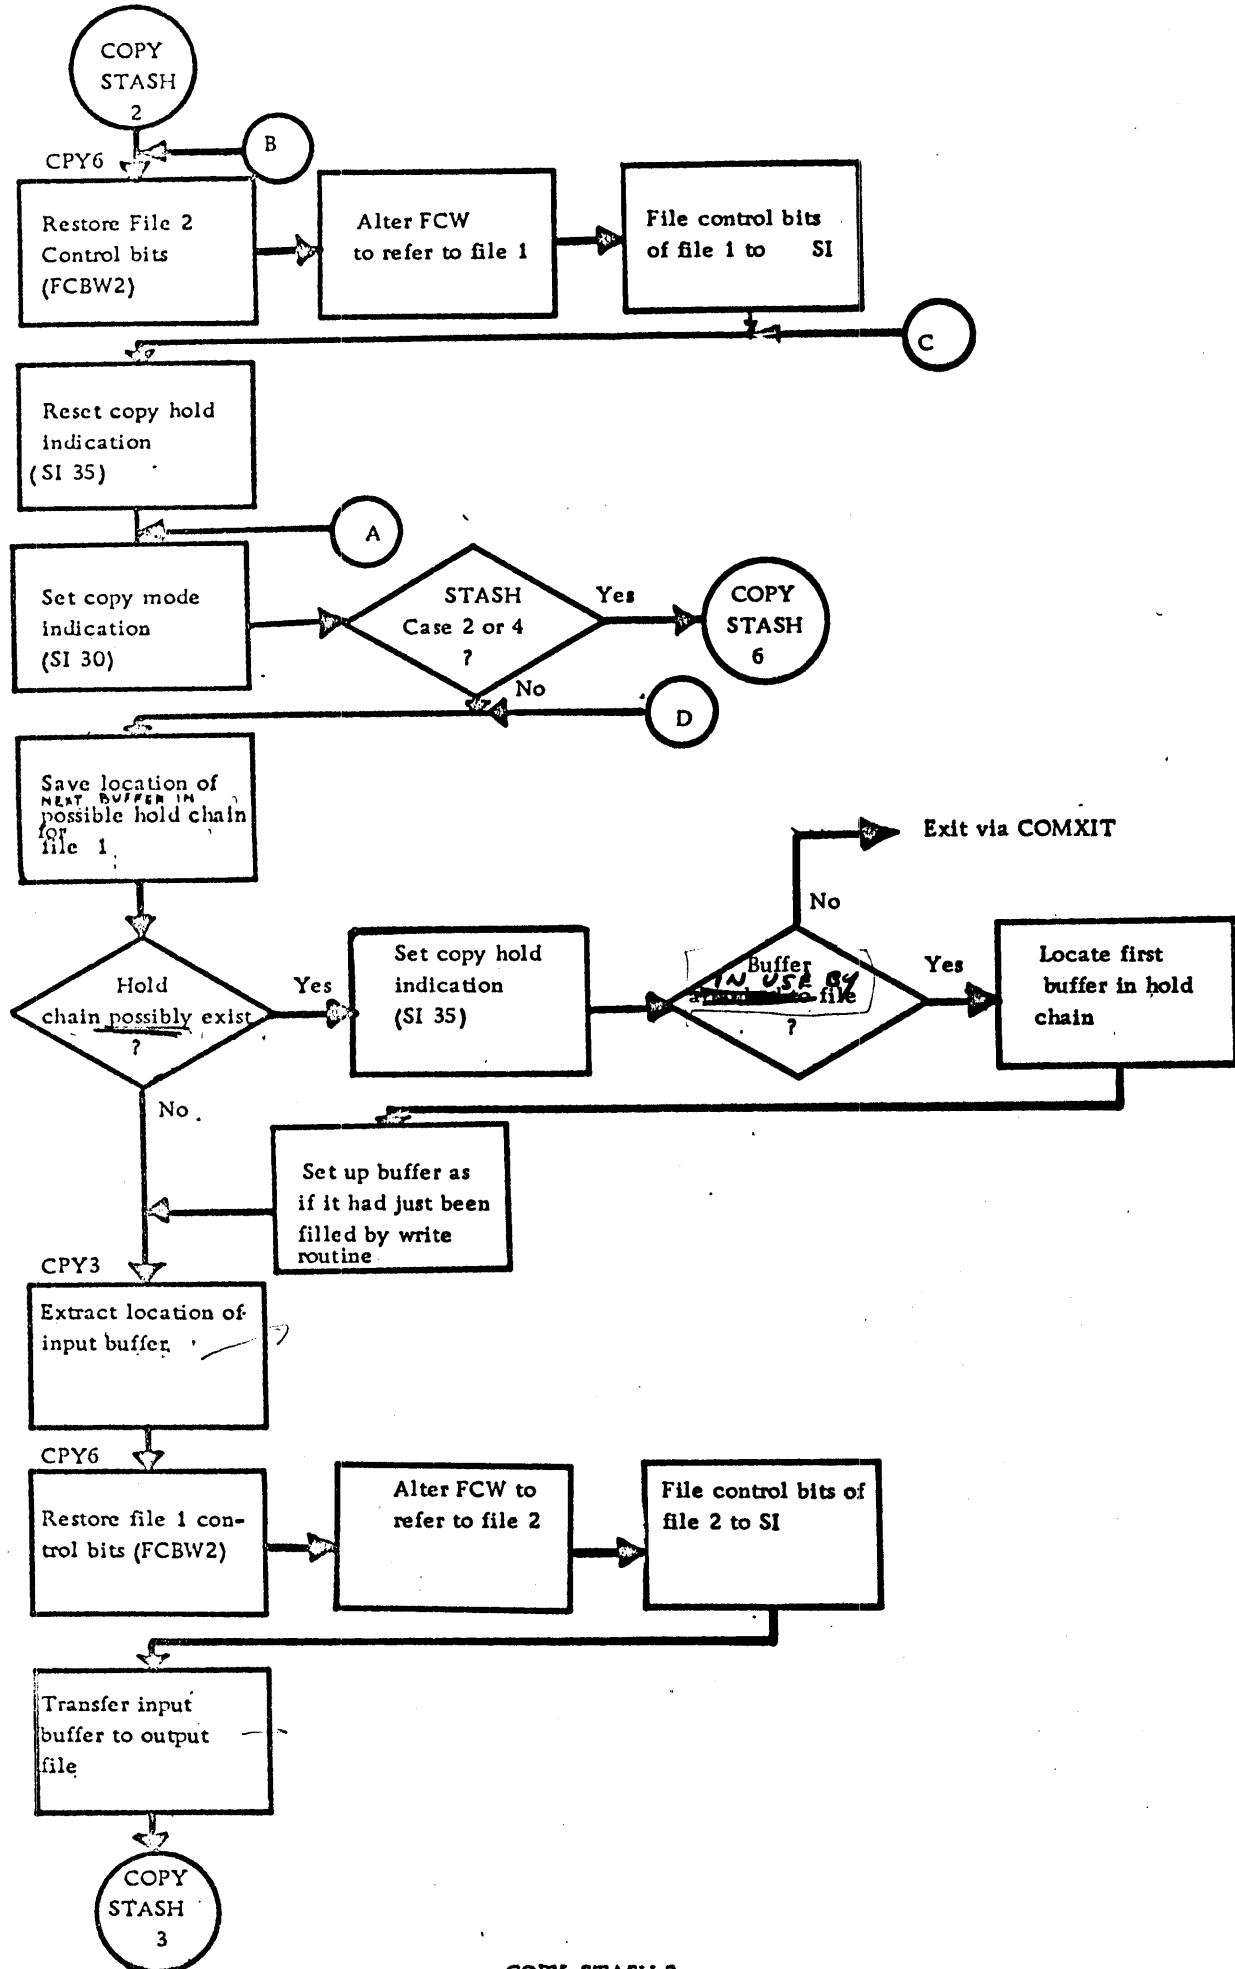 COPY
STASH
2
B
CPY6
Restore File 2
Control bits
(FCBW2)
Alter FCW
to refer to file 1
File control bits
of file 1 to SI
C
Reset copy hold
indication
(SI 35)
A
Set copy mode
indication
(SI 30)
STASH
Case 2 or 4
?
Yes
COPY
STASH
6
No
D
Save location of
NEXT BUFFER IN
possible hold chain
for
file 1
Exit via COMXIT
No
Hold
chain possibly exist
?
Yes
Set copy hold
indication
(SI 35)
Buffer
IN USE BY
to file
?
Yes
Locate first
buffer in hold
chain
No
Set up buffer as
if it had just been
filled by write
routine
CPY3
Extract location of
input buffer
CPY6
Restore file 1 con-
trol bits (FCBW2)
Alter FCW to
refer to file 2
File control bits of
file 2 to SI
Transfer input
buffer to output
file
COPY
STASH
3